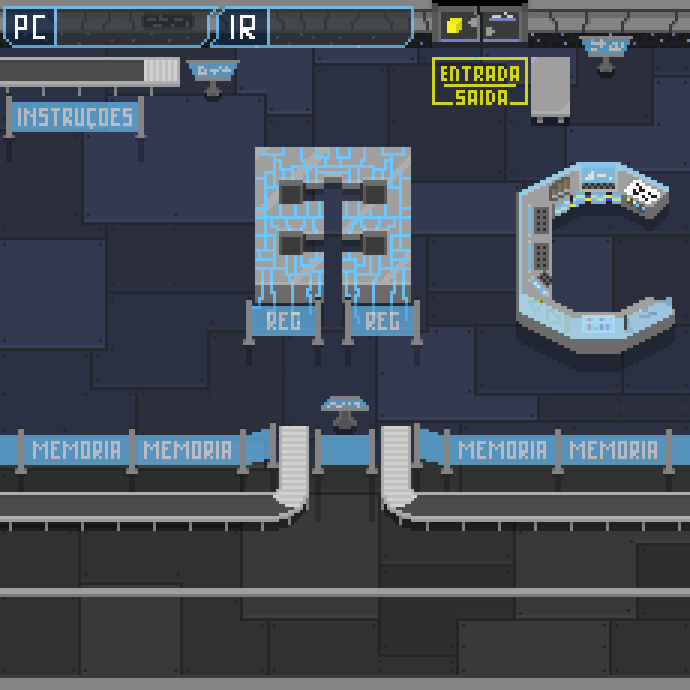 PC
IR
ENTRADA
SAIDA
INSTRUÇOES
REG
REG
MEMORIA
MEMORIA
MEMORIA
MEMORIA